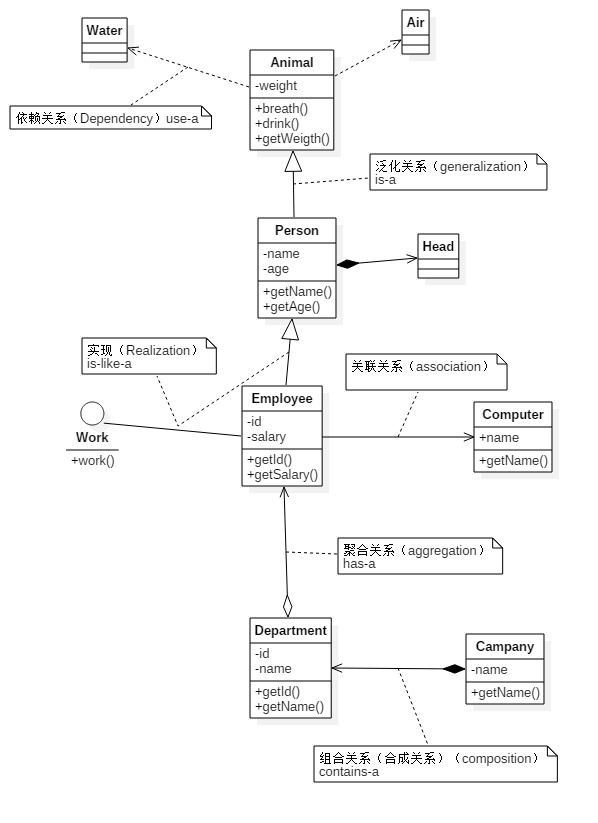 Water
Air
Animal
-weight
+breath()
+drink()
+getWeigth()
依赖关系（Dependency）use-a
泛化关系（generalization）
is-a
Person
-name
-age
+getName()
+getAge()
Head
实现（Realization）
is-like-a
关联关系（association）
Employee
-id
-salary
+getId()
+getSalary()
Work
+work()
Computer
+name
+getName()
聚合关系（aggregation）
has-a
Department
-id
-name
+getId()
+getName()
Campany
-name
+getName()
组合关系（合成关系）（composition）
contains-a